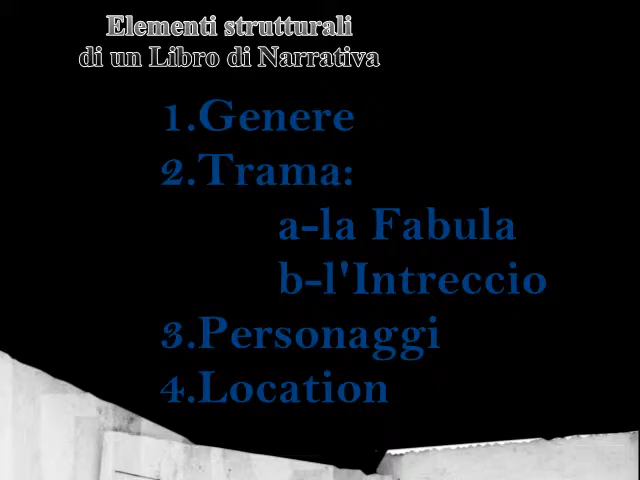 Elementi strutturali
di un Libro di Narrativa
1.Genere
2.Trama:
a-la Fabula
b-l'Intreccio
3.Personaggi
4.Location